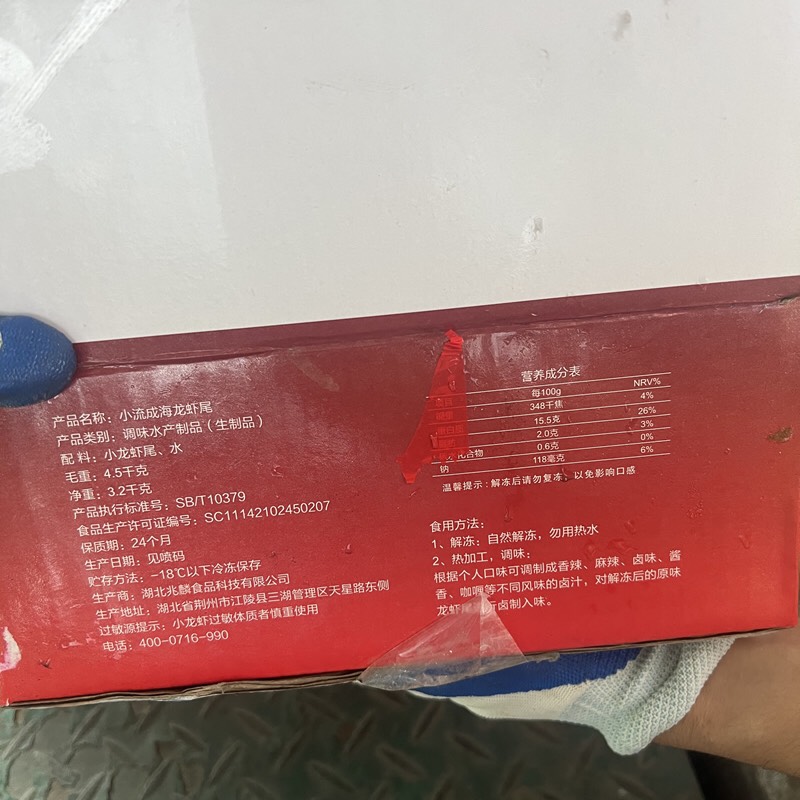 产品名称：小流成海龙虾尾
产品类别：调味水产制品（生制品）
配 料：小龙虾尾、水
毛重：4.5千克
净重：3.2千克
产品执行标准号：SB/T10379
食品生产许可证编号：SC11142102450207
保质期：24个月
生产日期：见喷码
贮存方法：-18℃以下冷冻保存
生产商：湖北兆麟食品科技有限公司
生产地址：湖北省荆州市江陵县三湖管理区天星路东侧
过敏源提示：小龙虾过敏体质者慎重使用
电话：400-0716-990
营养成分表
每100g NRV%
348千焦 4%
15.5克 26%
2.0克 3%
化合物 0.6克 0%
钠 118毫克 6%
温馨提示：解冻后请勿复冻，以免影响口感
食用方法：
1、解冻：自然解冻，勿用热水
2、热加工，调味：
根据个人口味可调制成香辣、麻辣、卤味、酱
香、咖喱等不同风味的卤汁，对解冻后的原味
龙虾 行卤制入味。